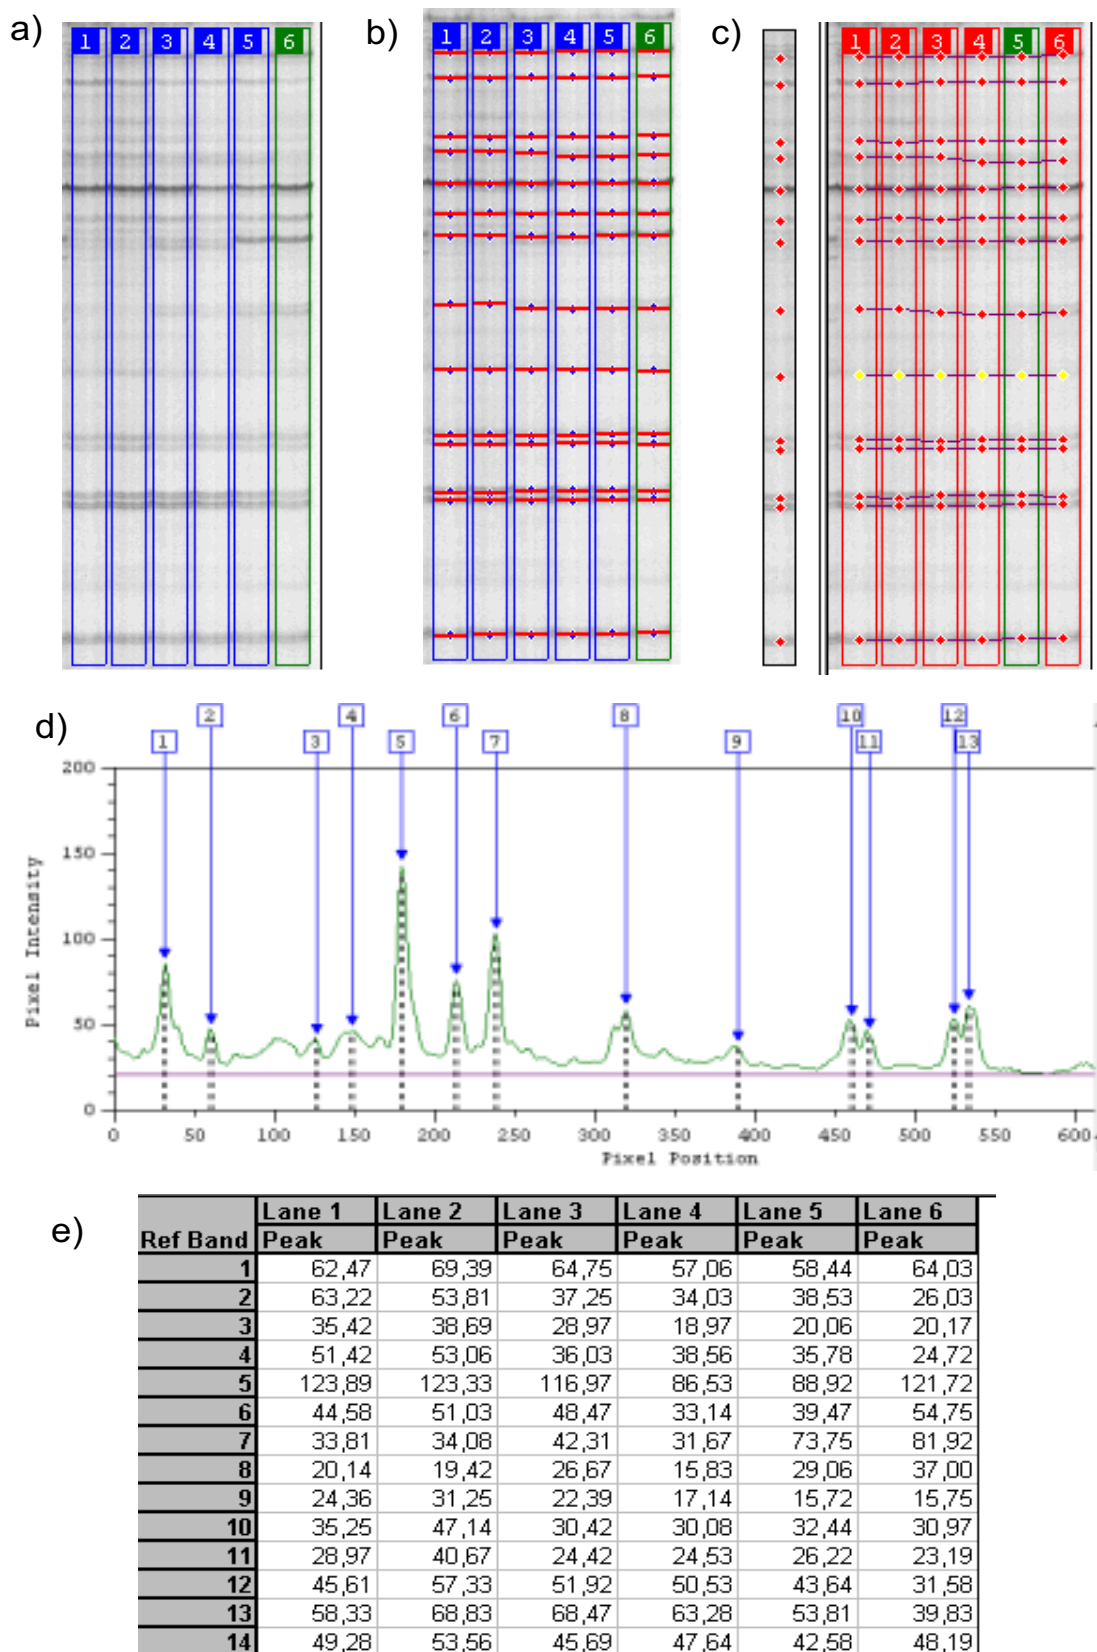 a)
1 2 3 4 5 6
b)
1 2 3 4 5 6
c)
1 2 3 4 5 6
d)
1 2 3 4 5 6 7 8 9 10 11 12 13
200
150
100
50
0
Pixel Intensity
0 50 100 150 200 250 300 350 400 450 500 550 600
Pixel Position
e)
Lane 1 Lane 2 Lane 3 Lane 4 Lane 5 Lane 6
Ref Band Peak Peak Peak Peak Peak Peak
1 62,47 69,39 64,75 57,06 58,44 64,03
2 63,22 53,81 37,25 34,03 38,53 26,03
3 35,42 38,69 28,97 18,97 20,06 20,17
4 51,42 53,06 36,03 38,56 35,78 24,72
5 123,89 123,33 116,97 86,53 88,92 121,72
6 44,58 51,03 48,47 33,14 39,47 54,75
7 33,81 34,08 42,31 31,67 73,75 81,92
8 20,14 19,42 26,67 15,83 29,06 37,00
9 24,36 31,25 22,39 17,14 15,72 15,75
10 35,25 47,14 30,42 30,08 32,44 30,97
11 28,97 40,67 24,42 24,53 26,22 23,19
12 45,61 57,33 51,92 50,53 43,64 31,58
13 58,33 68,83 68,47 63,28 53,81 39,83
14 49,28 53,56 45,69 47,64 42,58 48,19